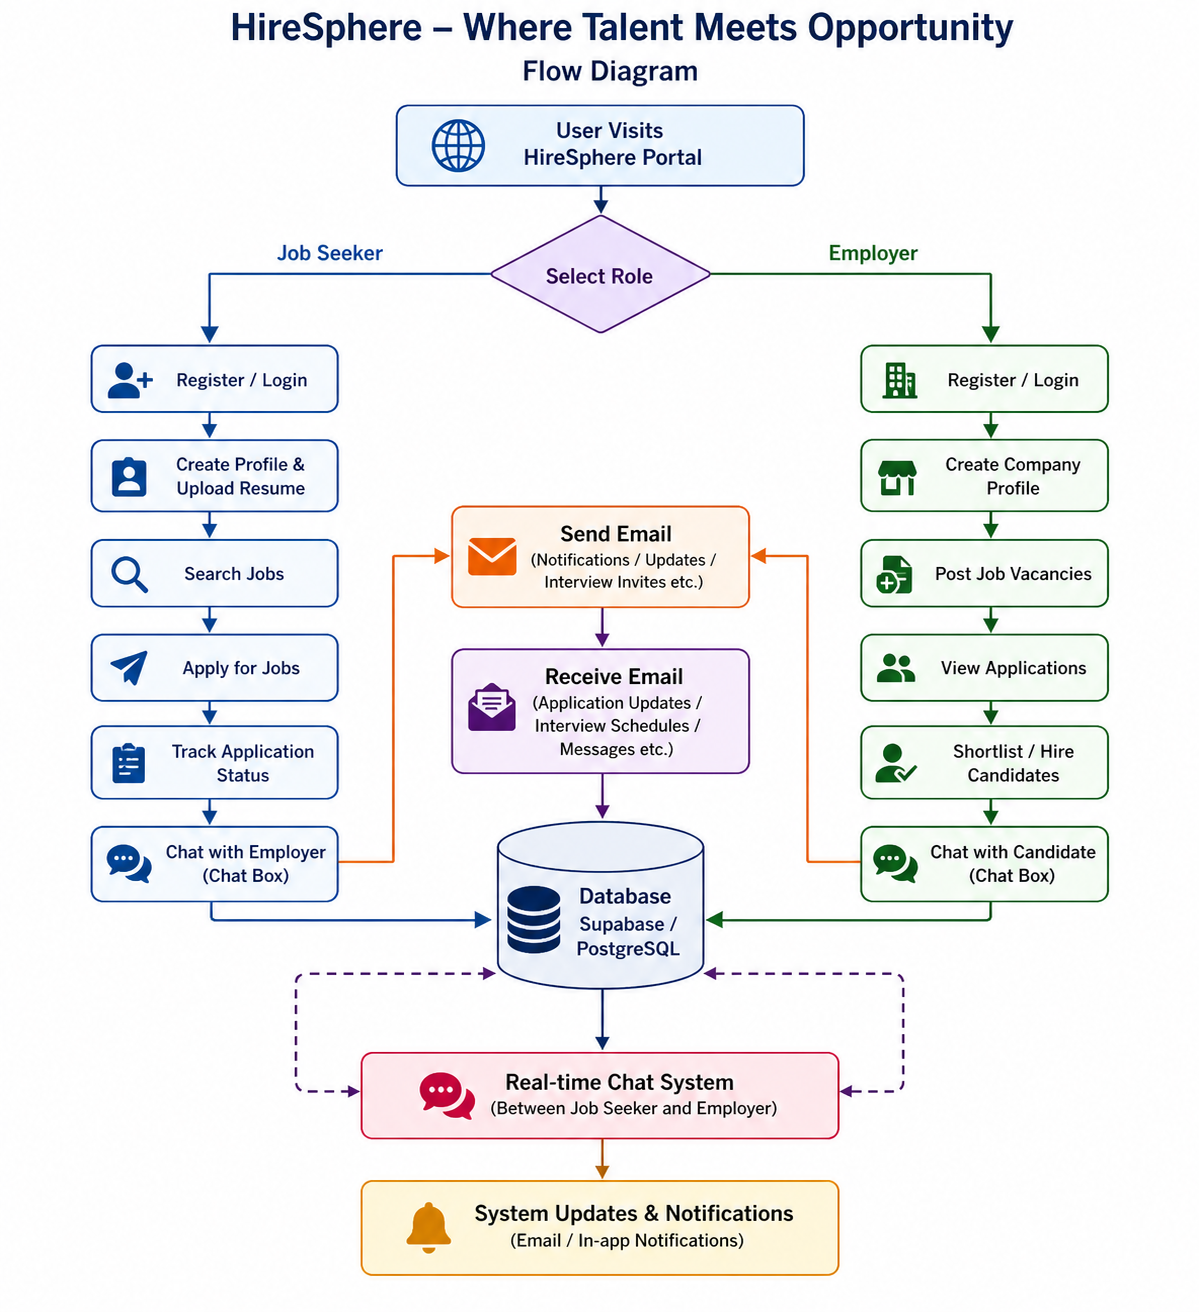 HireSphere – Where Talent Meets Opportunity
Flow Diagram
User Visits
HireSphere Portal
Select Role
Job Seeker
Employer
Register / Login
Create Profile &
Upload Resume
Search Jobs
Apply for Jobs
Track Application
Status
Chat with Employer
(Chat Box)
Send Email
(Notifications / Updates /
Interview Invites etc.)
Receive Email
(Application Updates /
Interview Schedules /
Messages etc.)
Register / Login
Create Company
Profile
Post Job Vacancies
View Applications
Shortlist / Hire
Candidates
Chat with Candidate
(Chat Box)
Database
Supabase /
PostgreSQL
Real-time Chat System
(Between Job Seeker and Employer)
System Updates & Notifications
(Email / In-app Notifications)